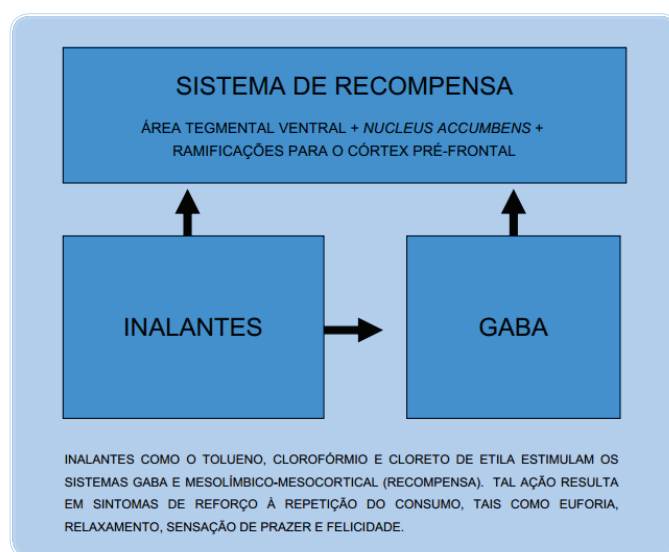 SISTEMA DE RECOMPENSA
ÁREA TEGMENTAL VENTRAL + NUCLEUS ACCUMBENS +
RAMIFICAÇÕES PARA O CÓRTEX PRÉ-FRONTAL
INALANTES
GABA
INALANTES COMO O TOLUENO, CLOROFÓRMIO E CLORETO DE ETILA ESTIMULAM OS
SISTEMAS GABA E MESOLÍMBICO-MESOCORTICAL (RECOMPENSA). TAL AÇÃO RESULTA
EM SINTOMAS DE REFORÇO À REPETIÇÃO DO CONSUMO, TAIS COMO EUFORIA,
RELAXAMENTO, SENSAÇÃO DE PRAZER E FELICIDADE.